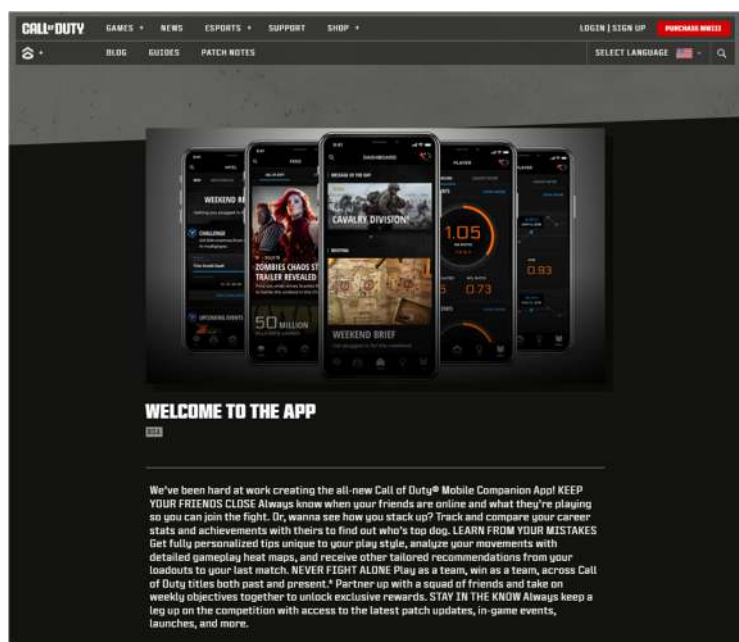 CALL OF DUTY GAMES + NEWS ESPORTS + SUPPORT SHOP + LOGIN | SIGN UP PURCHASE MWIII
BLOG GUIDES PATCH NOTES SELECT LANGUAGE
DASHBOARD
PLAYER
MESSAGE OF THE DAY
CAVALRY DIVISION!
WEEKEND
CHALLENGE
1.05
0.93
ZOMBIES CHAOS ST
TRAILER REVEALED
0.73
BRIEFING
UPCOMING EVENTS
50 MILLION
WEEKEND BRIEF
WELCOME TO THE APP
We've been hard at work creating the all-new Call of Duty® Mobile Companion App! KEEP
YOUR FRIENDS CLOSE Always know when your friends are online and what they're playing
so you can join the fight. Or, wanna see how you stack up? Track and compare your career
stats and achievements with theirs to find out who's top dog. LEARN FROM YOUR MISTAKES
Get fully personalized tips unique to your play style, analyze your movements with
detailed gameplay heat maps, and receive other tailored recommendations from your
loadouts to your last match. NEVER FIGHT ALONE Play as a team, win as a team, across Call
of Duty titles both past and present.* Partner up with a squad of friends and take on
weekly objectives together to unlock exclusive rewards. STAY IN THE KNOW Always keep a
leg up on the competition with access to the latest patch updates, in-game events,
launches, and more.